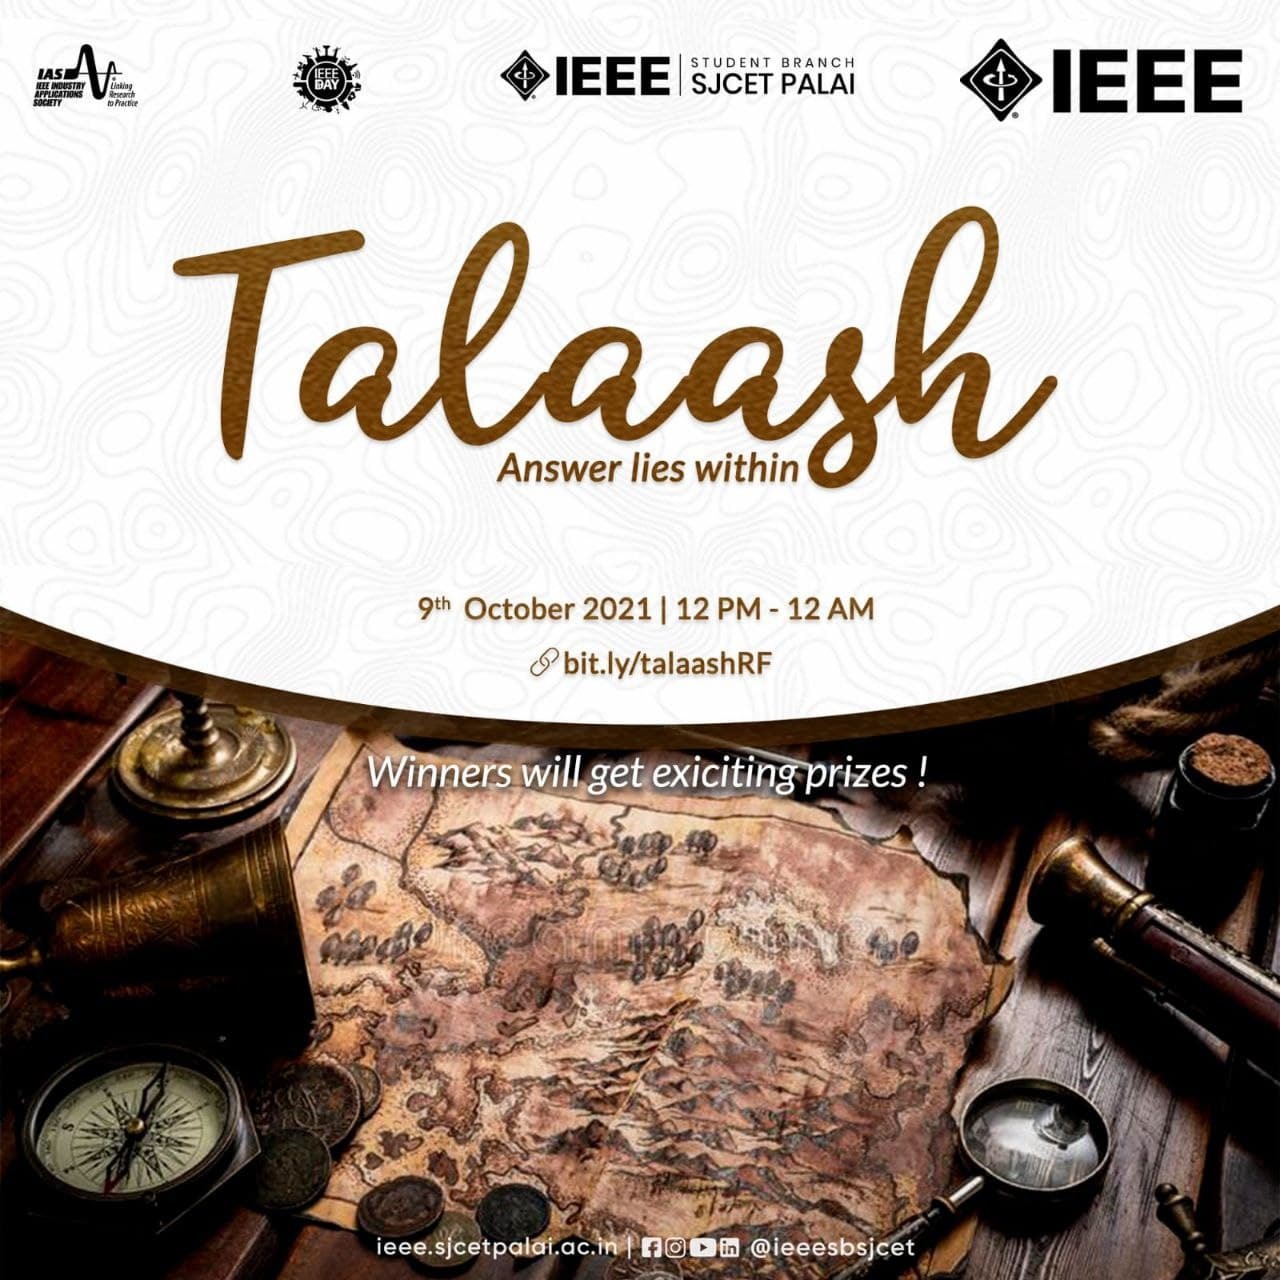 IAS
IEEE INDUSTRY
APPLICATIONS
SOCIETY
Linking
Research
to Practice
IEEE
DAY
IEEE
STUDENT BRANCH
SJCET PALAI
IEEE
Talaash
Answer lies within
9th October 2021 | 12 PM - 12 AM
bit.ly/talaashRF
Winners will get exiciting prizes !
ieee.sjcetpalai.ac.in | @ieeesbsjcet